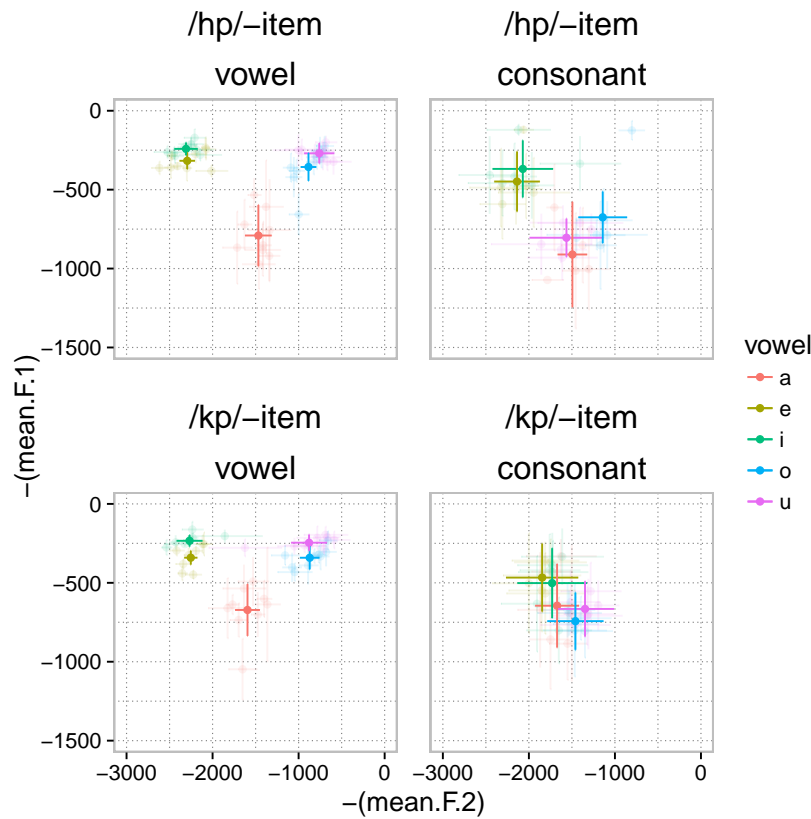 /hp/−item
vowel
/hp/−item
consonant
0
−500
−1000
−1500
/kp/−item
vowel
/kp/−item
consonant
0
−500
−1000
−1500
−3000 −2000 −1000 0
−3000 −2000 −1000 0
−(mean.F.2)
−(mean.F.1)
vowel
a
e
i
o
u